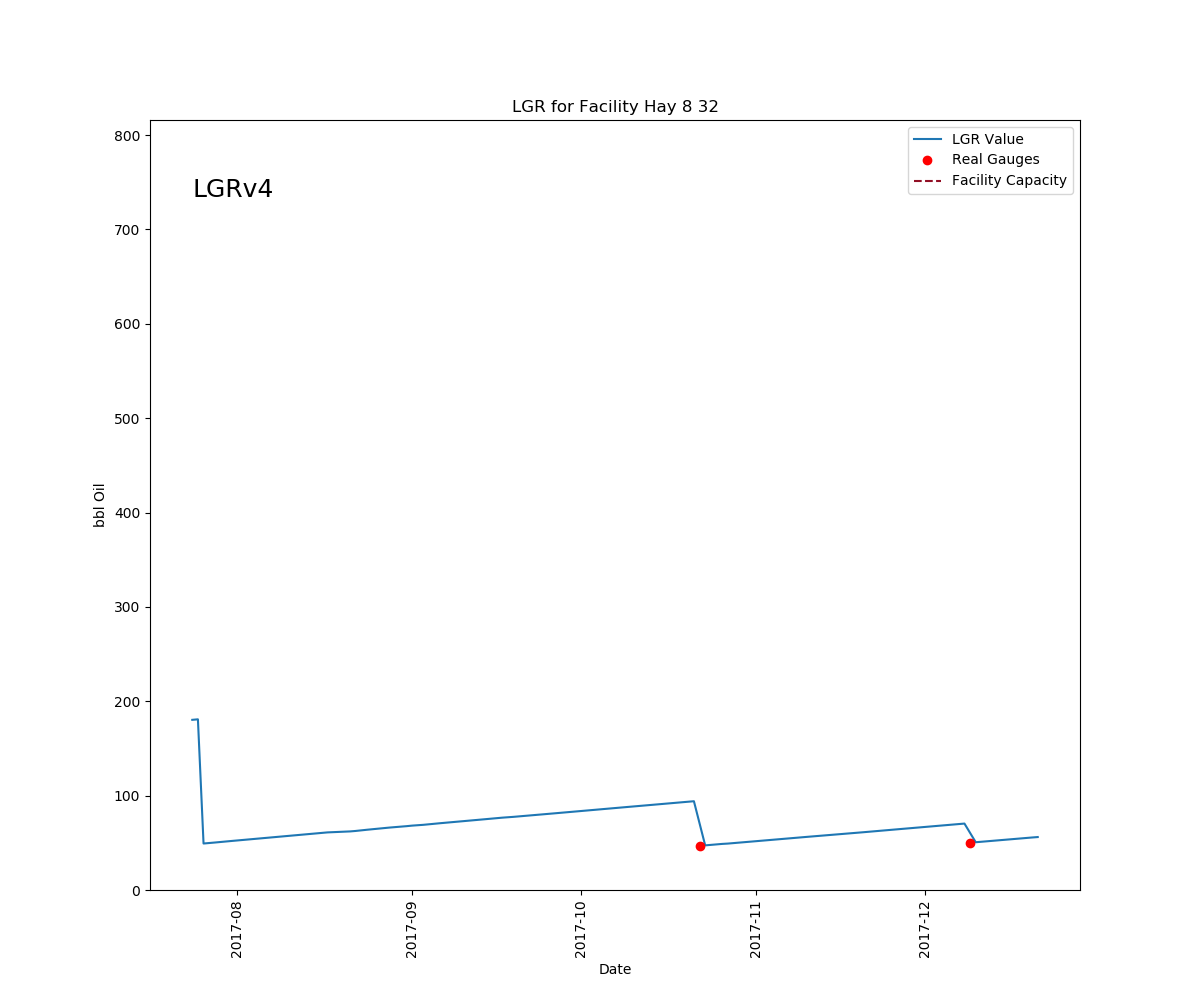 LGR for Facility Hay 8 32
LGRv4
LGR Value
Real Gauges
Facility Capacity
800
700
600
500
400
300
200
100
0
bbl Oil
2017-08
2017-09
2017-10
2017-11
2017-12
Date